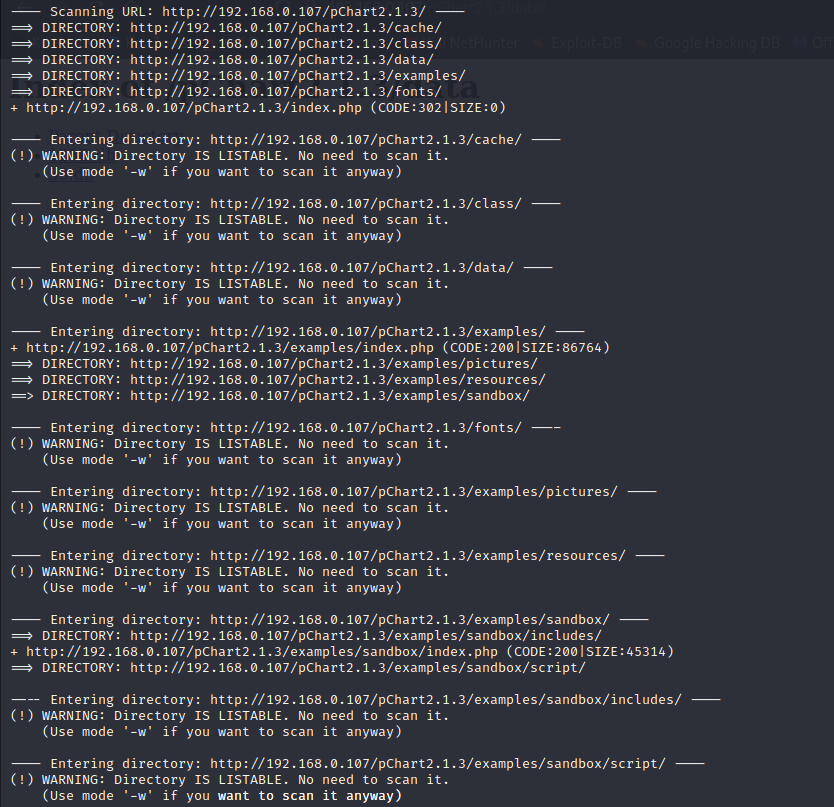 ---- Scanning URL: http://192.168.0.107/pChart2.1.3/ ----
==> DIRECTORY: http://192.168.0.107/pChart2.1.3/cache/
==> DIRECTORY: http://192.168.0.107/pChart2.1.3/class/
==> DIRECTORY: http://192.168.0.107/pChart2.1.3/data/
==> DIRECTORY: http://192.168.0.107/pChart2.1.3/examples/
==> DIRECTORY: http://192.168.0.107/pChart2.1.3/fonts/
+ http://192.168.0.107/pChart2.1.3/index.php (CODE:302|SIZE:0)
---- Entering directory: http://192.168.0.107/pChart2.1.3/cache/ ----
(!) WARNING: Directory IS LISTABLE. No need to scan it.
(Use mode '-w' if you want to scan it anyway)
---- Entering directory: http://192.168.0.107/pChart2.1.3/class/ ----
(!) WARNING: Directory IS LISTABLE. No need to scan it.
(Use mode '-w' if you want to scan it anyway)
---- Entering directory: http://192.168.0.107/pChart2.1.3/data/ ----
(!) WARNING: Directory IS LISTABLE. No need to scan it.
(Use mode '-w' if you want to scan it anyway)
---- Entering directory: http://192.168.0.107/pChart2.1.3/examples/ ----
+ http://192.168.0.107/pChart2.1.3/examples/index.php (CODE:200|SIZE:86764)
==> DIRECTORY: http://192.168.0.107/pChart2.1.3/examples/pictures/
==> DIRECTORY: http://192.168.0.107/pChart2.1.3/examples/resources/
==> DIRECTORY: http://192.168.0.107/pChart2.1.3/examples/sandbox/
---- Entering directory: http://192.168.0.107/pChart2.1.3/fonts/ ----
(!) WARNING: Directory IS LISTABLE. No need to scan it.
(Use mode '-w' if you want to scan it anyway)
---- Entering directory: http://192.168.0.107/pChart2.1.3/examples/pictures/ ----
(!) WARNING: Directory IS LISTABLE. No need to scan it.
(Use mode '-w' if you want to scan it anyway)
---- Entering directory: http://192.168.0.107/pChart2.1.3/examples/resources/ ----
(!) WARNING: Directory IS LISTABLE. No need to scan it.
(Use mode '-w' if you want to scan it anyway)
---- Entering directory: http://192.168.0.107/pChart2.1.3/examples/sandbox/ ----
==> DIRECTORY: http://192.168.0.107/pChart2.1.3/examples/sandbox/includes/
+ http://192.168.0.107/pChart2.1.3/examples/sandbox/index.php (CODE:200|SIZE:45314)
==> DIRECTORY: http://192.168.0.107/pChart2.1.3/examples/sandbox/script/
---- Entering directory: http://192.168.0.107/pChart2.1.3/examples/sandbox/includes/ ----
(!) WARNING: Directory IS LISTABLE. No need to scan it.
(Use mode '-w' if you want to scan it anyway)
---- Entering directory: http://192.168.0.107/pChart2.1.3/examples/sandbox/script/ ----
(!) WARNING: Directory IS LISTABLE. No need to scan it.
(Use mode '-w' if you want to scan it anyway)
NetHunter Exploit-DB Google Hacking DB